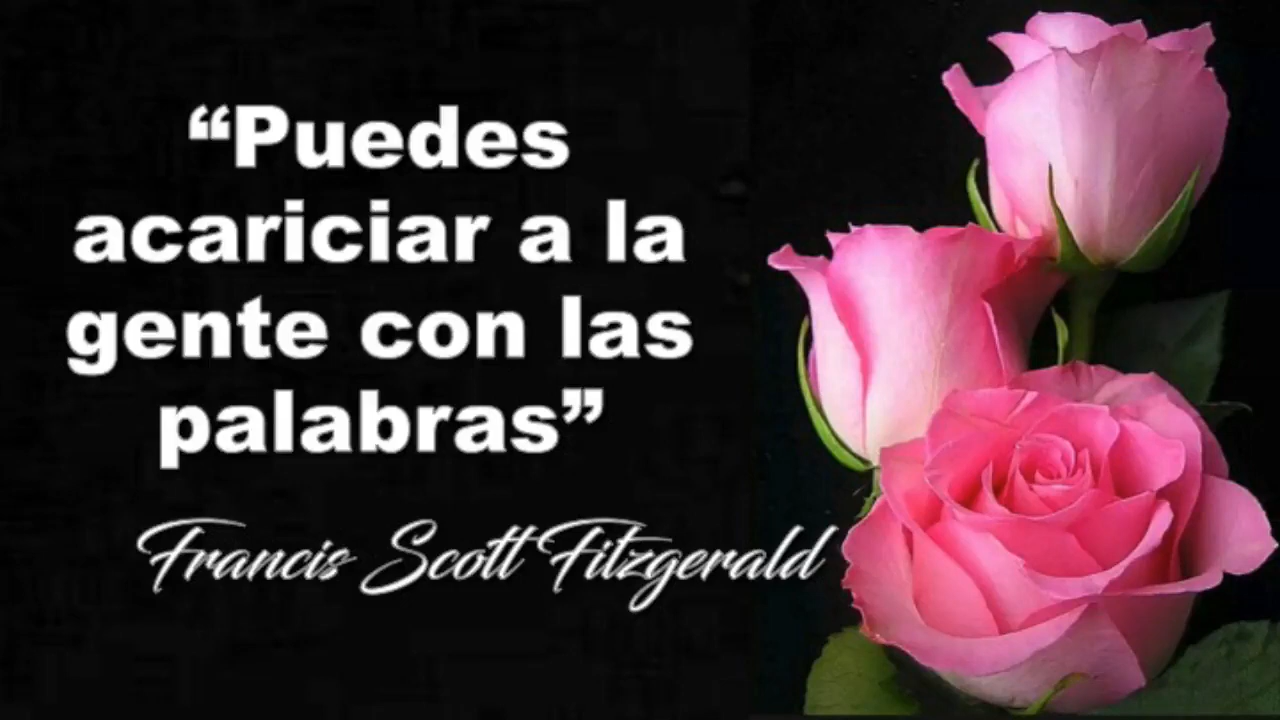 “Puedes
acariciar a la
gente con las
palabras”
Francis Scott Fitzgerald